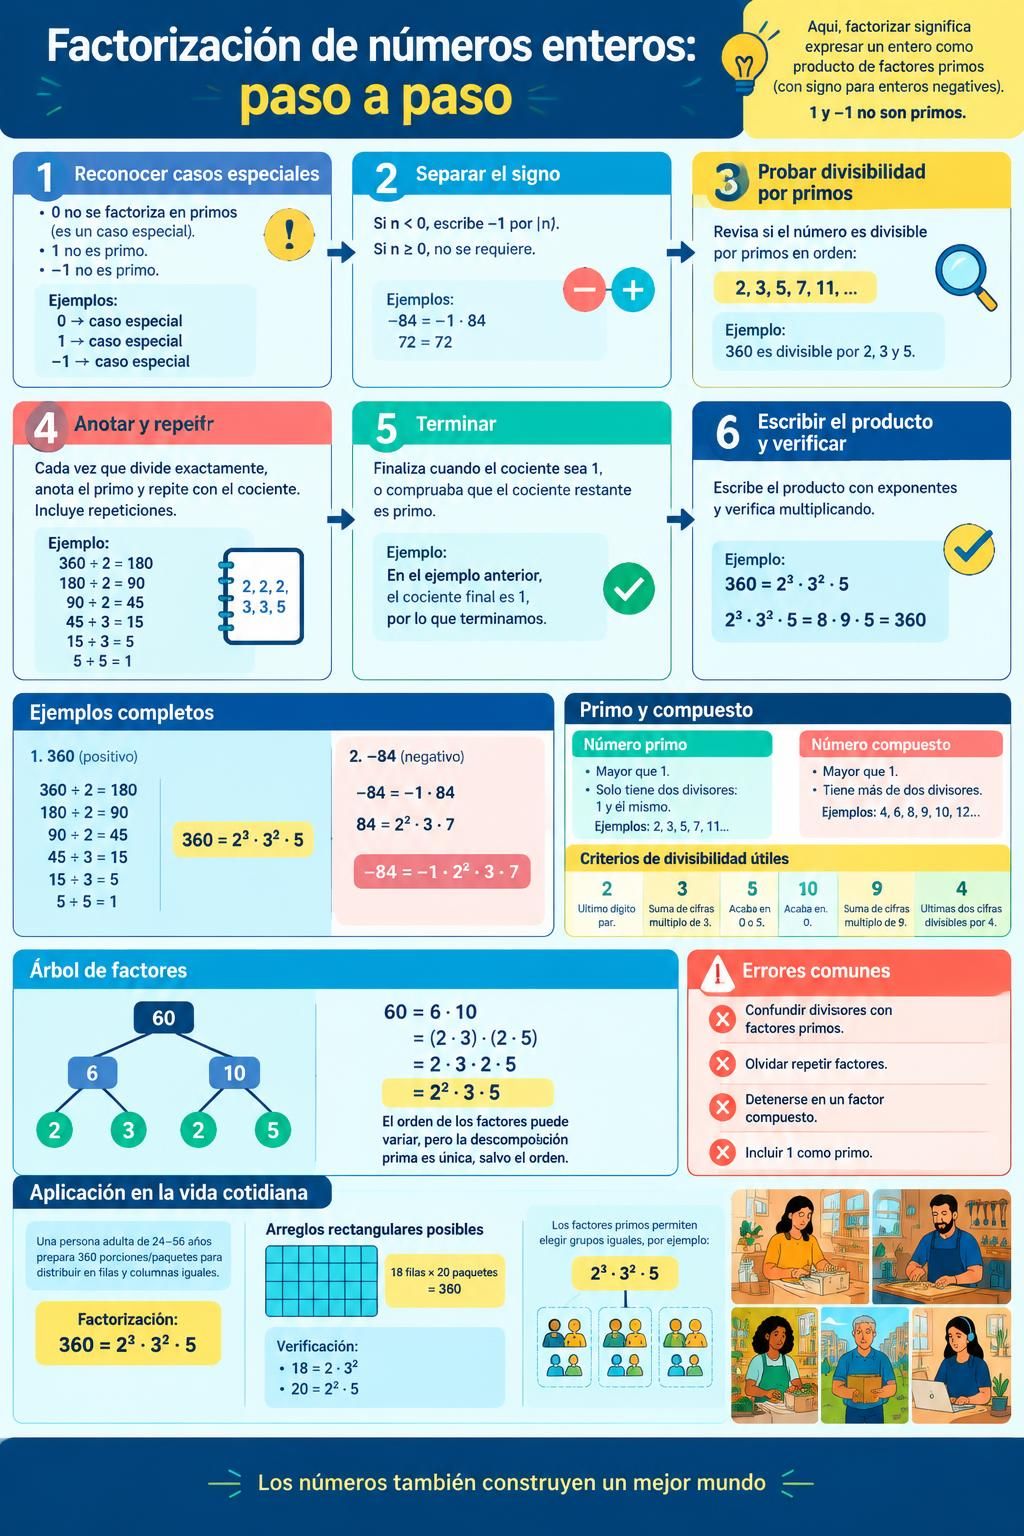 Factorización de números enteros:
paso a paso
Aqui, factorizar significa
expresar un entero como
producto de factores primos
(con signo para enteros negatives).
1 y −1 no son primos.
1 Reconocer casos especiales
• 0 no se factoriza en primos
(es un caso especial).
• 1 no es primo.
• −1 no es primo.
Ejemplos:
0 → caso especial
1 → caso especial
−1 → caso especial
2 Separar el signo
Si n < 0, escribe −1 por |n).
Si n ≥ 0, no se requiere.
Ejemplos:
−84 = −1 · 84
72 = 72
3 Probar divisibilidad
por primos
Revisa si el número es divisible
por primos en orden:
2, 3, 5, 7, 11, ...
Ejemplo:
360 es divisible por 2, 3 y 5.
4 Anotar y
Cada vez que divide exactamente,
anota el primo y repite con el cociente.
Incluye repeticiones.
Ejemplo:
360 ÷ 2 = 180
180 ÷ 2 = 90
90 ÷ 2 = 45
45 ÷ 3 = 15
15 ÷ 3 = 5
5 ÷ 5 = 1
2, 2, 2,
3, 3, 5
5 Terminar
Finaliza cuando el cociente sea 1,
o compruaba que el cociente restante
es primo.
Ejemplo:
En el ejemplo anterior,
el cociente final es 1,
por lo que terminamos.
6 Escribir el producto
y verificar
Escribe el producto con exponentes
y verifica multiplicando.
Ejemplo:
360 = 2³ · 3² · 5
2³ · 3² · 5 = 8 · 9 · 5 = 360
Ejemplos completos
1. 360 (positivo)
360 ÷ 2 = 180
180 ÷ 2 = 90
90 ÷ 2 = 45
45 ÷ 3 = 15
15 ÷ 3 = 5
5 ÷ 5 = 1
360 = 2³ · 3² · 5
2. −84 (negativo)
−84 = −1 · 84
84 = 2² · 3 · 7
−84 = −1 · 2² · 3 · 7
Primo y compuesto
Número primo
• Mayor que 1.
• Solo tiene dos divisores:
1 y él mismo.
Ejemplos: 2, 3, 5, 7, 11...
Número compuesto
• Mayor que 1.
• Tiene más de dos divisores.
Ejemplos: 4, 6, 8, 9, 10, 12...
Criterios de divisibilidad útiles
2
Ultimo dígito
par.
3
Suma de cifras
multiplo de 3.
5
Acaba en
0 o 5.
10
Acaba en.
0.
9
Suma de cifras
múltiplo de 9.
4
Ultimas dos cifras
divisibles por 4.
Árbol de factores
60
6 10
2 3 2 5
60 = 6 · 10
= (2 · 3) · (2 · 5)
= 2 · 3 · 2 · 5
= 2² · 3 · 5
El orden de los factores puede
variar, pero la
prima es única, salvo el orden.
Errores comunes
Confundir divisores con
factores primos.
Olvidar repetir factores.
Detenerse en un factor
compuesto.
Incluir 1 como primo.
Aplicación en la vida cotidiana
Una persona adulta de 24–56 años
prepara 360 porciones/paquetes para
distribuir en filas y columnas iguales.
Factorización:
360 = 2³ · 3² · 5
Arreglos rectangulares posibles
18 filas × 20 paquetes
= 360
Verificación:
• 18 = 2 · 3²
• 20 = 2² · 5
Los factores primos permiten
elegir grupos iguales, por ejemplo:
2³ · 3² · 5
Los números también construyen un mejor mundo